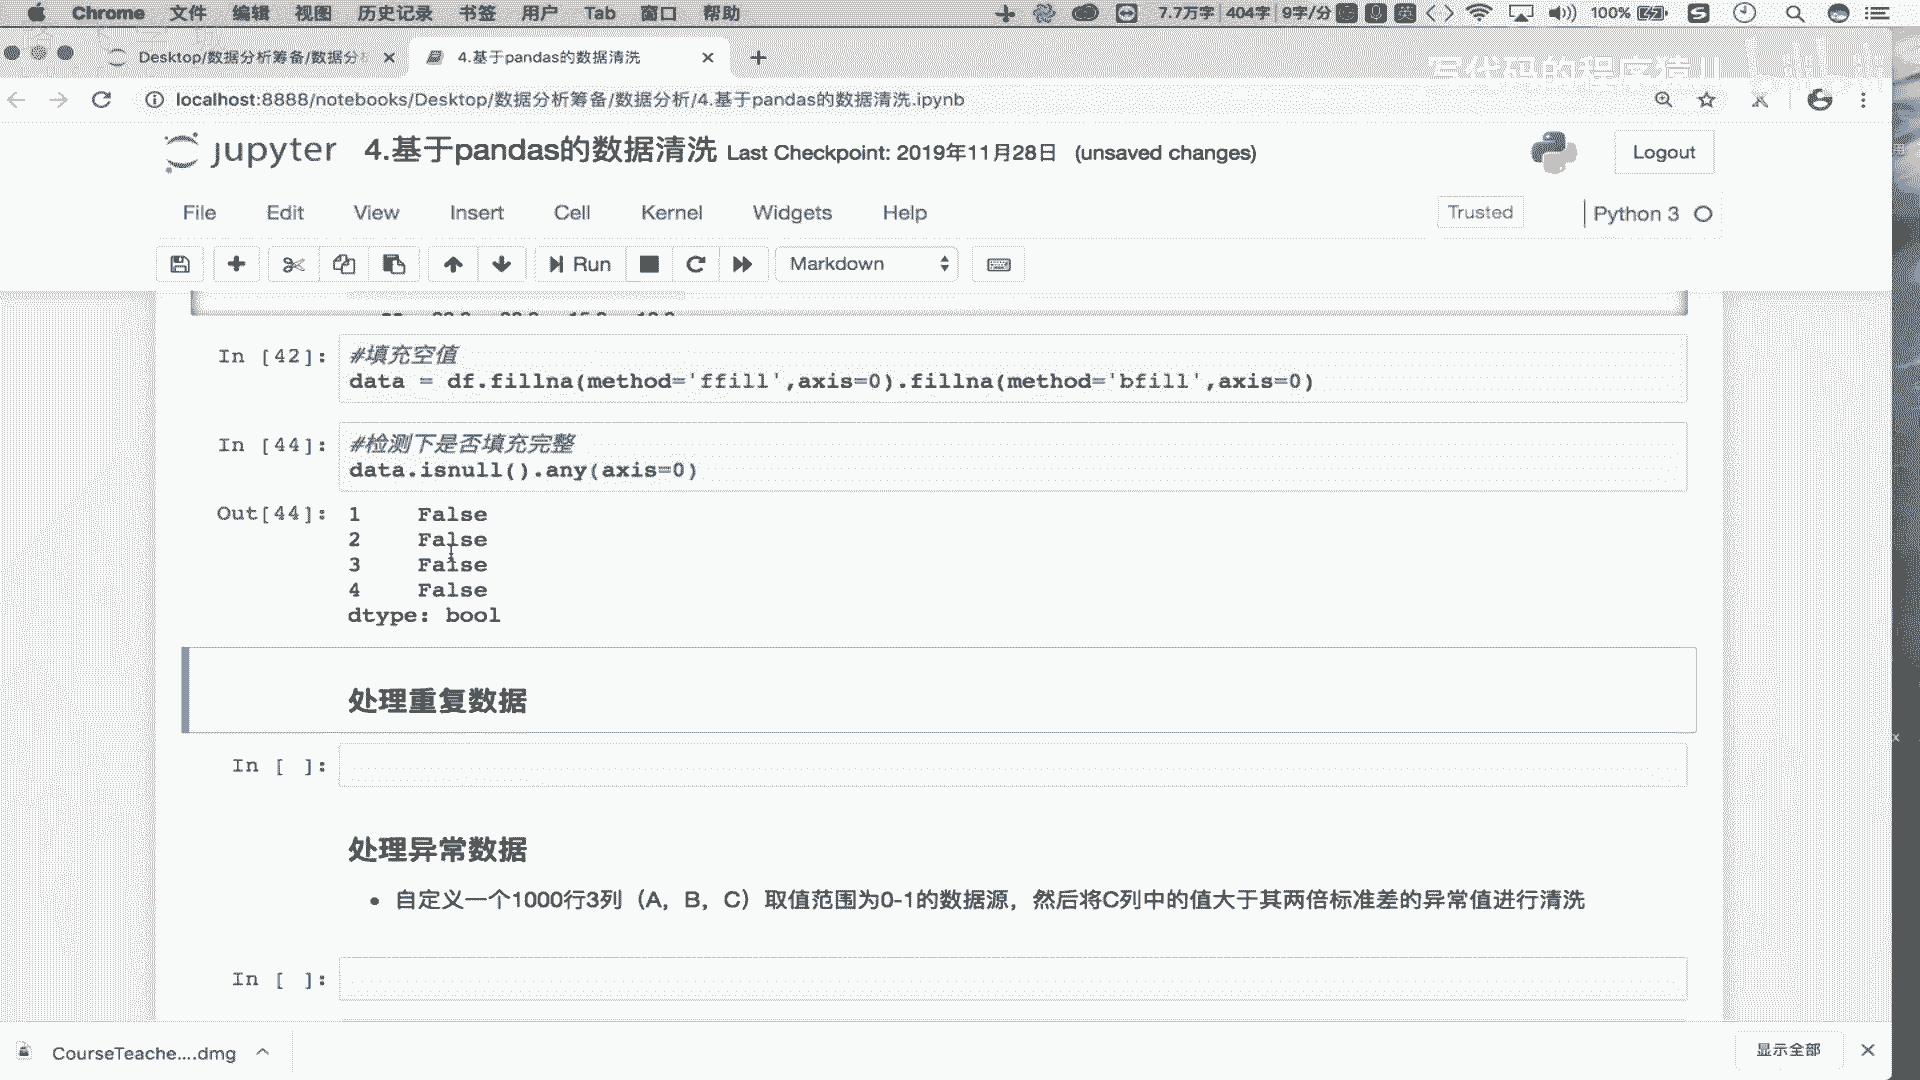 Chrome 文件 编辑 视图 历史记录 书签 用户 Tab 窗口 帮助 7.7万字 404字 9字/分 英 100%
Desktop/数据分析筹备/数据分 4.基于pandas的数据清洗
写代码的程序猿 bilibili
localhost:8888/notebooks/Desktop/数据分析筹备/数据分析/4.基于pandas的数据清洗.ipynb
jupyter 4.基于pandas的数据清洗 Last Checkpoint: 2019年11月28日 (unsaved changes) Logout
File Edit View Insert Cell Kernel Widgets Help Trusted Python 3
Run Markdown
In [42]: #填充空值
data = df.fillna(method='ffill',axis=0).fillna(method='bfill',axis=0)
In [44]: #检测下是否填充完整
data.isnull().any(axis=0)
Out[44]: 1 False
2 False
3 False
4 False
dtype: bool
处理重复数据
In [ ]:
处理异常数据
• 自定义一个1000行3列（A，B，C）取值范围为0-1的数据源，然后将C列中的值大于其两倍标准差的异常值进行清洗
In [ ]:
CourseTeache....dmg 显示全部